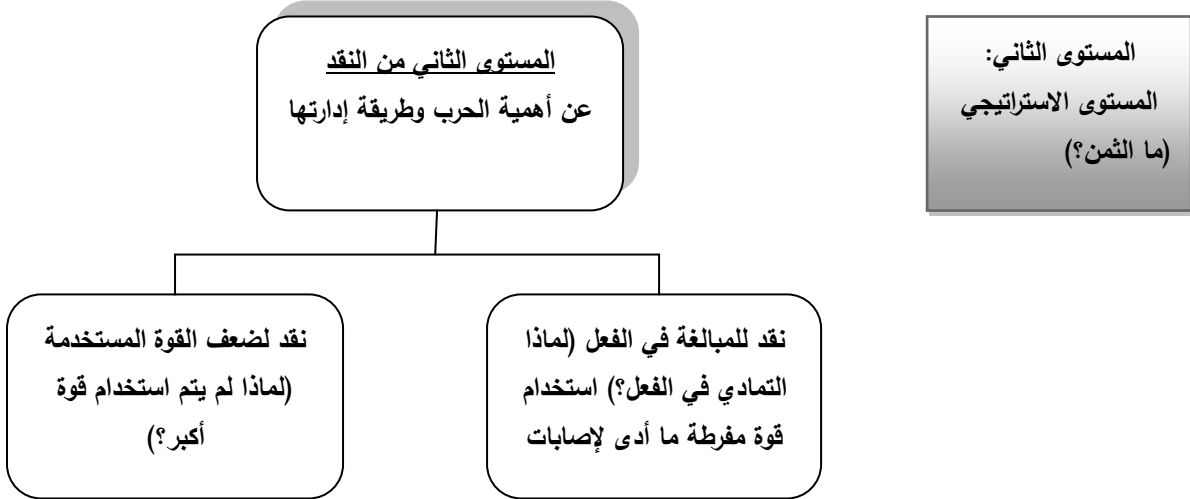 المستوى الثاني:
المستوى الاستراتيجي
(ما الثمن؟)
المستوى الثاني من النقد
عن أهمية الحرب وطريقة إدارتها
نقد للمبالغة في الفعل (لماذا
التمادي في الفعل؟) استخدام
قوة مفرطة ما أدى لإصابات
نقد لضعف القوة المستخدمة
(لماذا لم يتم استخدام قوة
أكبر؟)